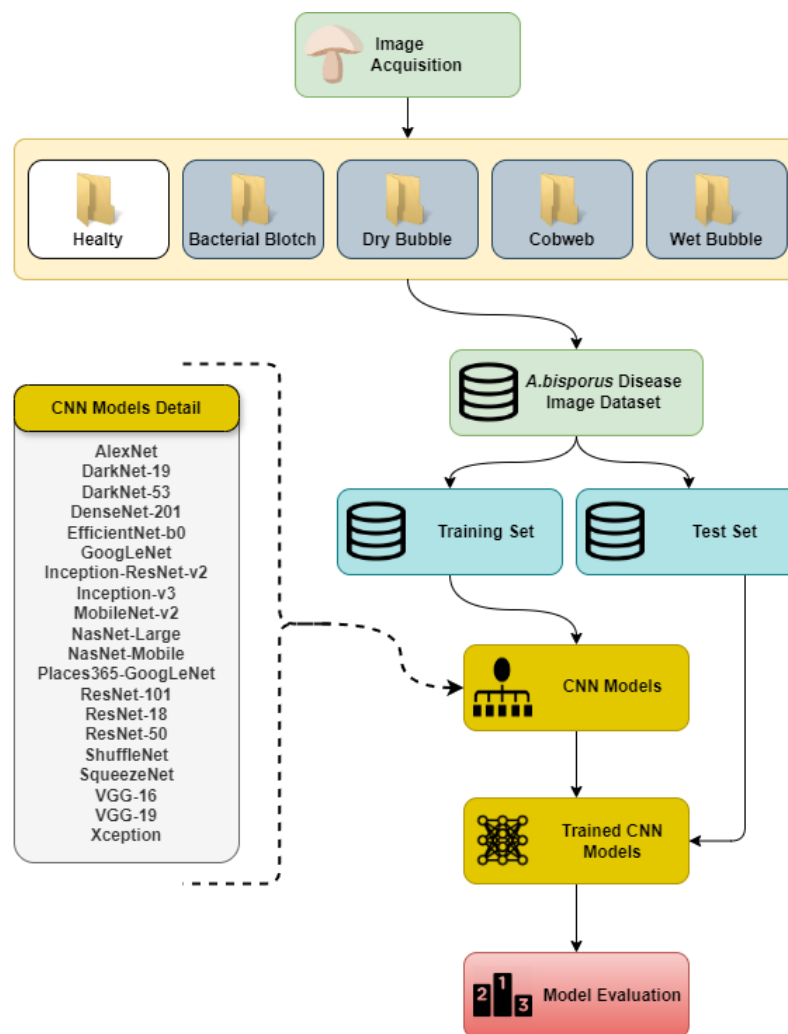 Image
Acquisition
Healty
Bacterial Blotch
Dry Bubble
Cobweb
Wet Bubble
A.bisporus Disease
Image Dataset
CNN Models Detail
AlexNet
DarkNet-19
DarkNet-53
DenseNet-201
EfficientNet-b0
GoogLeNet
Inception-ResNet-v2
Inception-v3
MobileNet-v2
NasNet-Large
NasNet-Mobile
Places365-GoogLeNet
ResNet-101
ResNet-18
ResNet-50
ShuffleNet
SqueezeNet
VGG-16
VGG-19
Xception
Training Set
Test Set
CNN Models
Trained CNN
Models
2 1 3
Model Evaluation